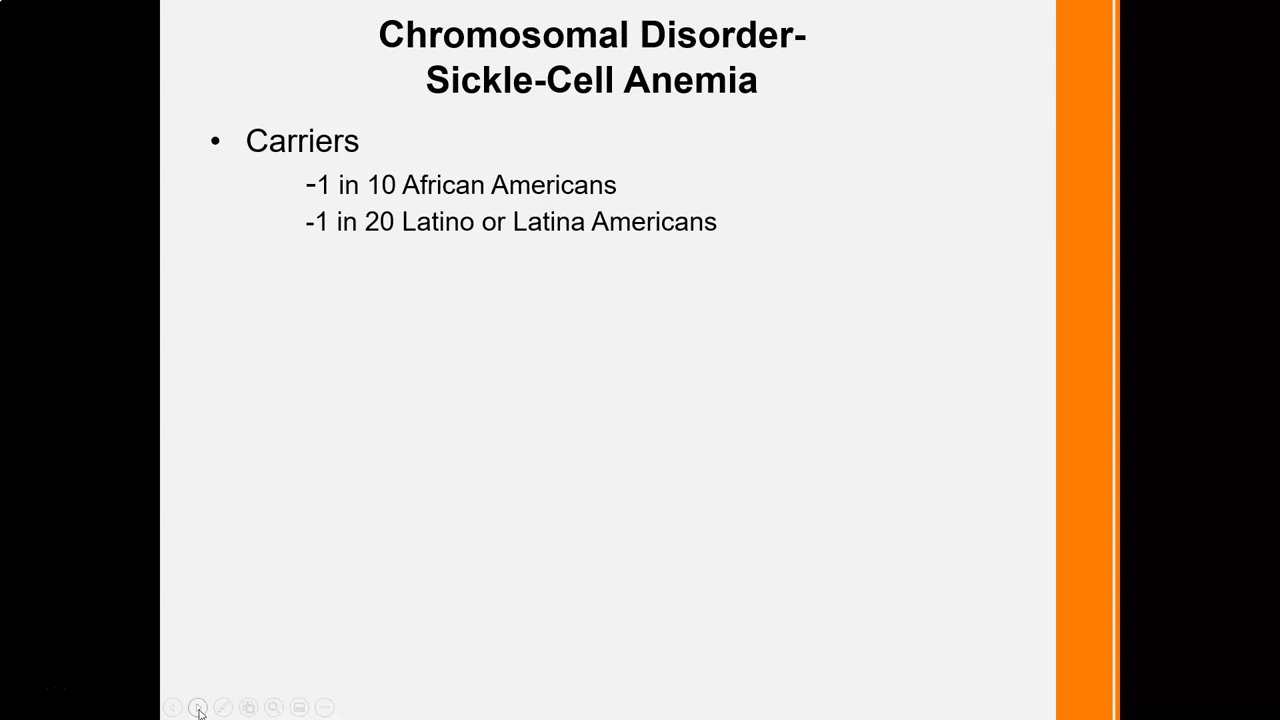 Chromosomal Disorder-
Sickle-Cell Anemia
• Carriers
-1 in 10 African Americans
-1 in 20 Latino or Latina Americans